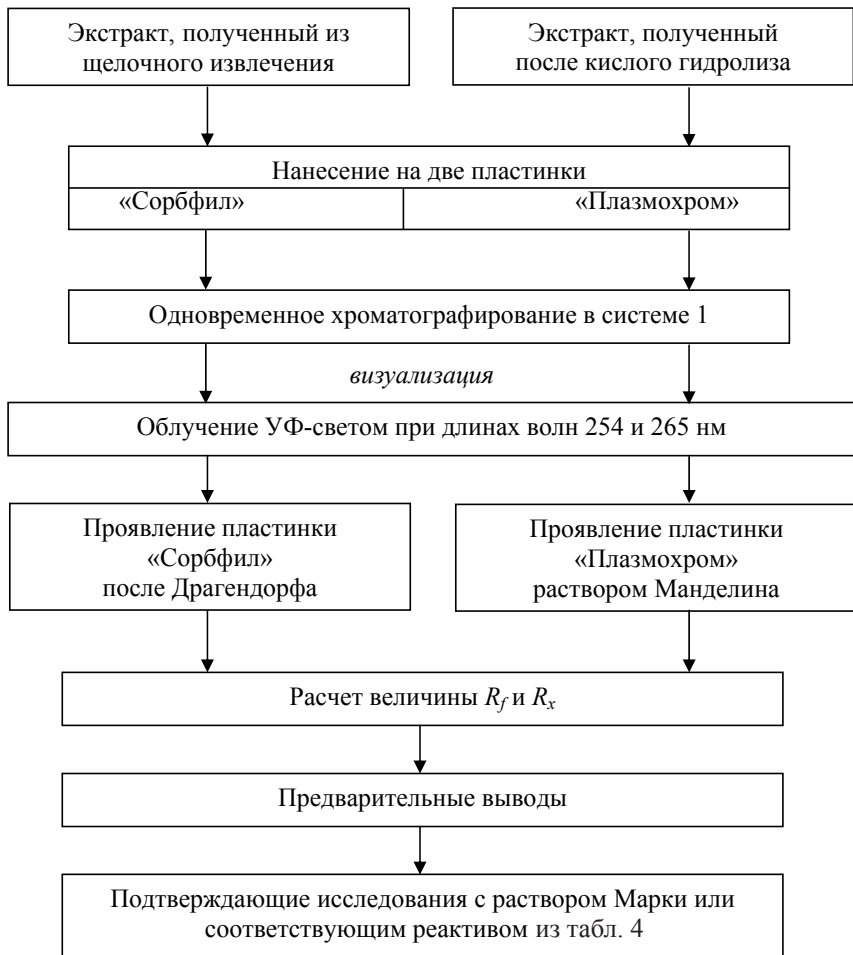 Экстракт, полученный из
щелочного извлечения
Экстракт, полученный
после кислого гидролиза
Нанесение на две пластинки
«Сорбфил»
«Плазмохром»
Одновременное хроматографирование в системе 1
визуализация
Облучение УФ-светом при длинах волн 254 и 265 нм
Проявление пластинки
«Сорбфил»
после Драгендорфа
Проявление пластинки
«Плазмохром»
раствором Манделина
Расчет величины Rf и Rx
Предварительные выводы
Подтверждающие исследования с раствором Марки или
соответствующим реактивом из табл. 4